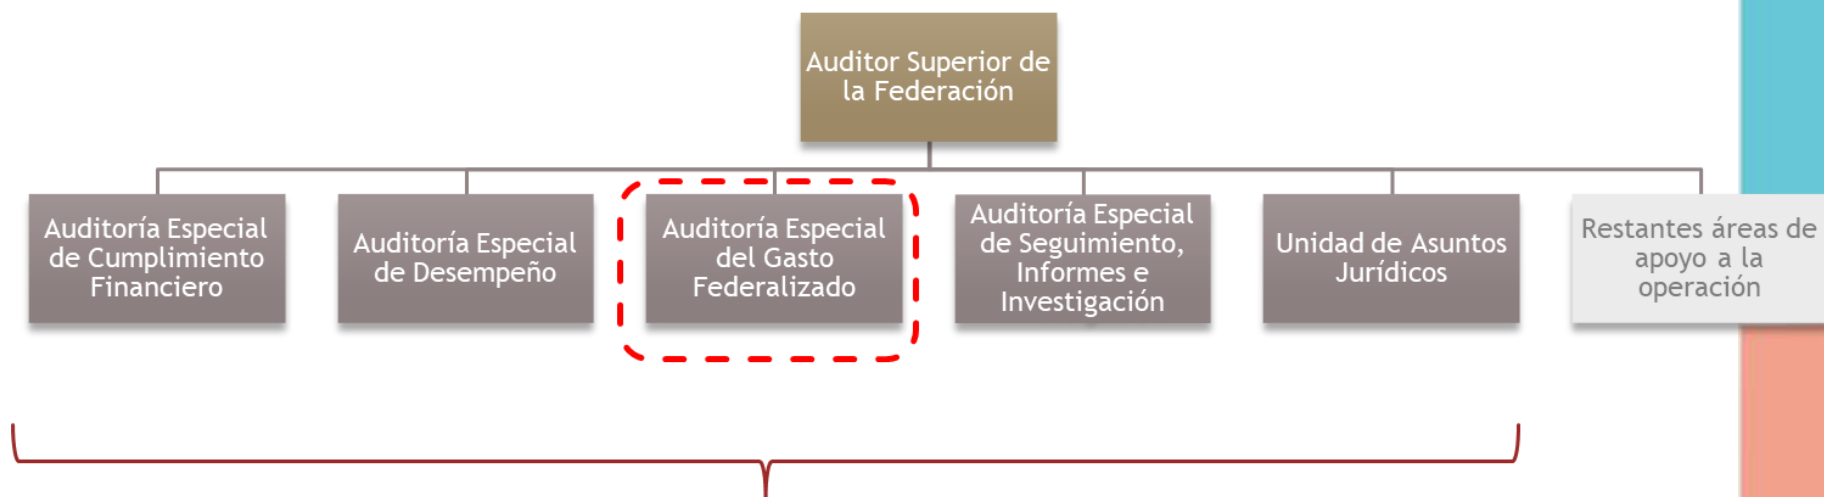 Auditor Superior de
la Federación
Auditoría Especial
de Cumplimiento
Financiero
Auditoría Especial
de Desempeño
Auditoría Especial
del Gasto
Federalizado
Auditoría Especial
de Seguimiento,
Informes e
Investigación
Unidad de Asuntos
Jurídicos
Restantes áreas de
apoyo a la
operación